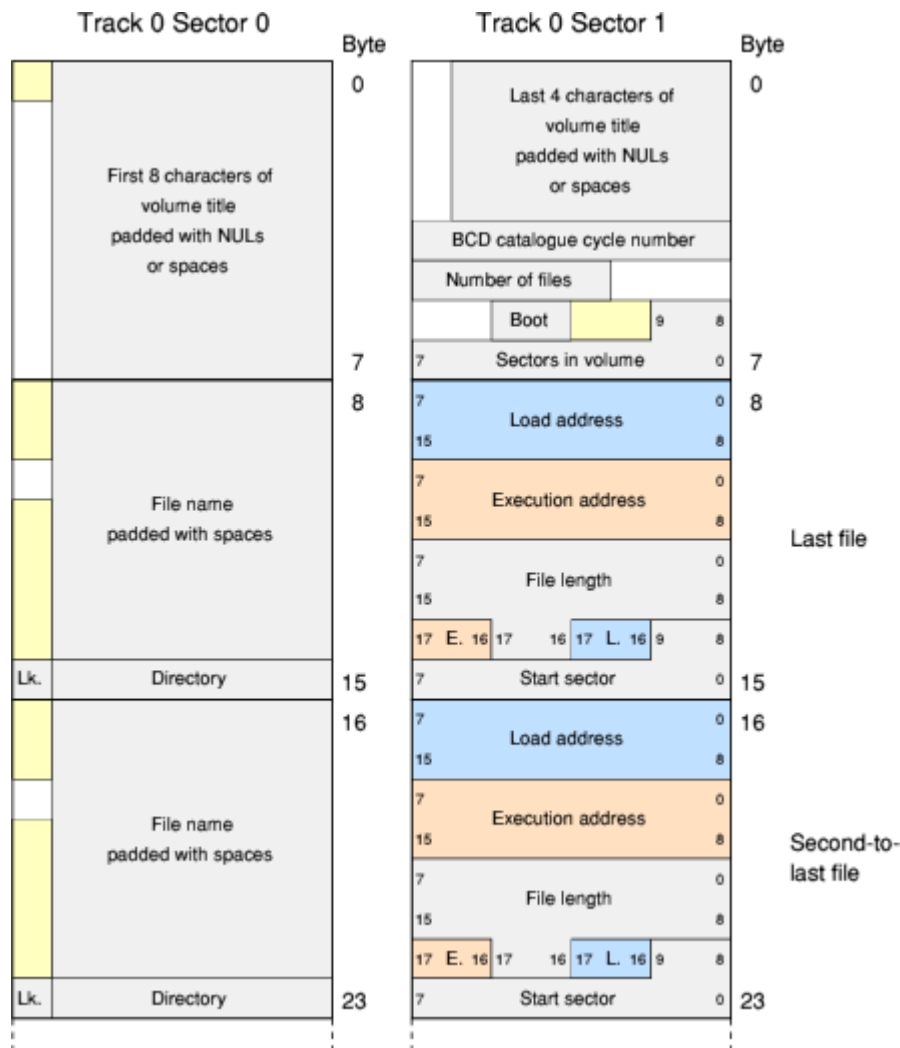 Track 0 Sector 0
Track 0 Sector 1
Byte
Byte
0
0
First 8 characters of
volume title
padded with NULs
or spaces
Last 4 characters of
volume title
padded with NULs
or spaces
BCD catalogue cycle number
Number of files
Boot
9
8
7
7
Sectors in volume
0
7
8
7
0
8
Load address
15
8
File name
padded with spaces
7
0
Execution address
15
8
Last file
7
0
File length
15
8
17 E. 16 17 16 17 L. 16 9 8
Lk.
Directory
15
7
Start sector
0
15
16
7
0
16
Load address
15
8
File name
padded with spaces
7
0
Execution address
15
8
Second-to-
last file
7
0
File length
15
8
17 E. 16 17 16 17 L. 16 9 8
Lk.
Directory
23
7
Start sector
0
23